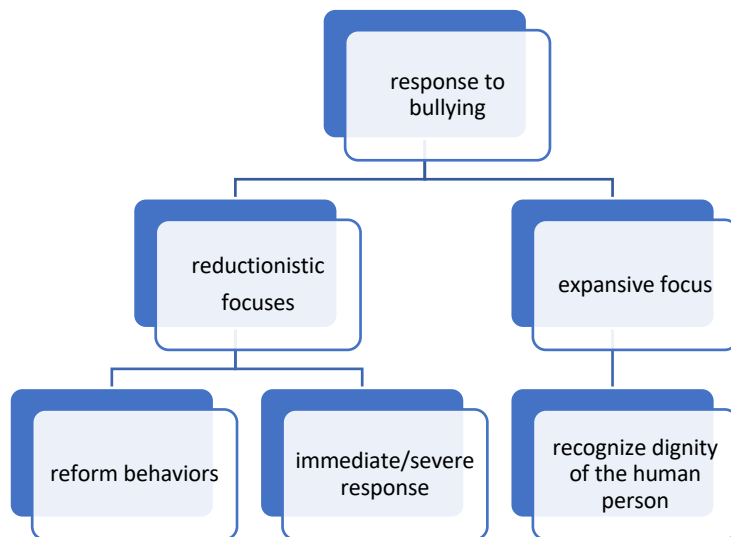 response to
bullying
reductionistic
focuses
expansive focus
reform behaviors
immediate/severe
response
recognize dignity
of the human
person